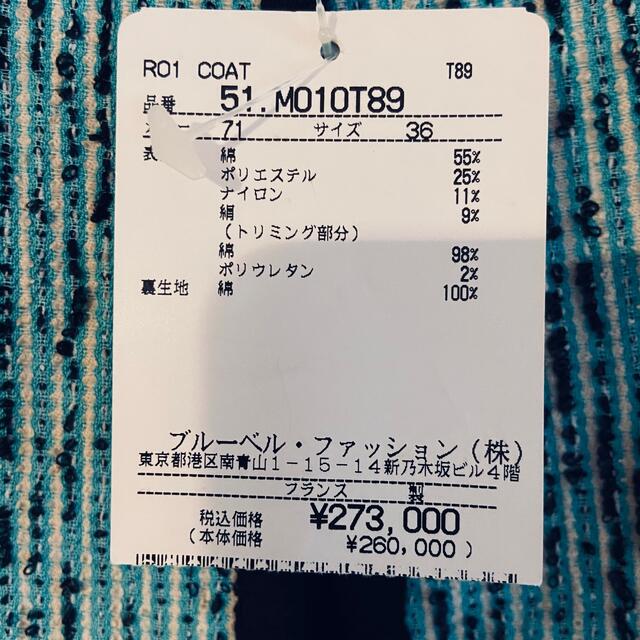 R01 COAT T89
品番 51.M010T89
71 サイズ 36
表 綿 55%
ポリエステル 25%
ナイロン 11%
絹 9%
(トリミング部分)
綿 98%
ポリウレタン 2%
裏生地 綿 100%
ブルーベル・ファッション(株)
東京都港区南青山1-15-14新乃木坂ビル4階
フランス 製
税込価格 ¥273,000
(本体価格 ¥260,000)